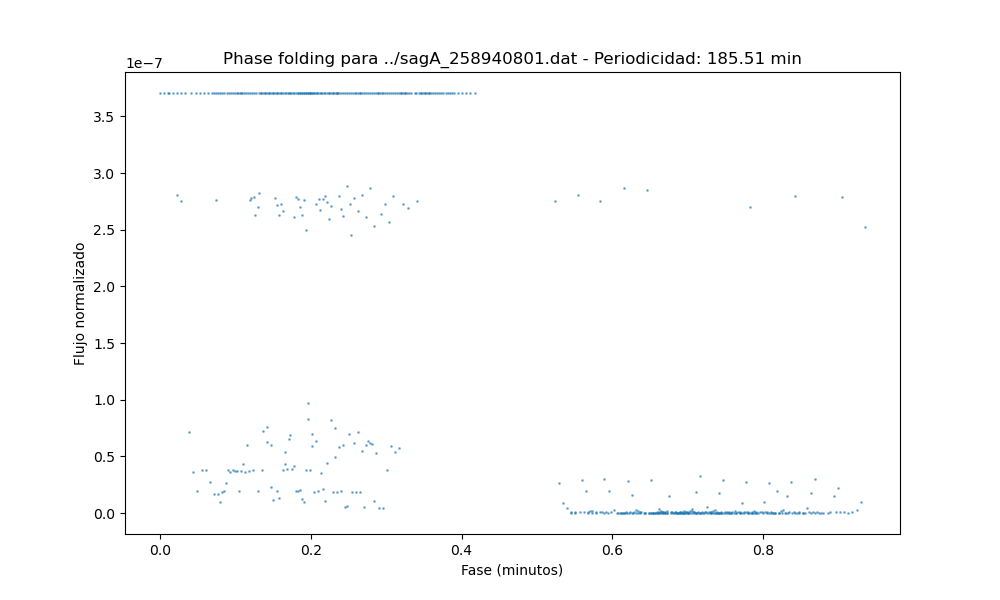 Phase folding para ../sagA_258940801.dat - Periodicidad: 185.51 min
1e−7
3.5
3.0
2.5
2.0
1.5
1.0
0.5
0.0
Flujo normalizado
0.0 0.2 0.4 0.6 0.8
Fase (minutos)